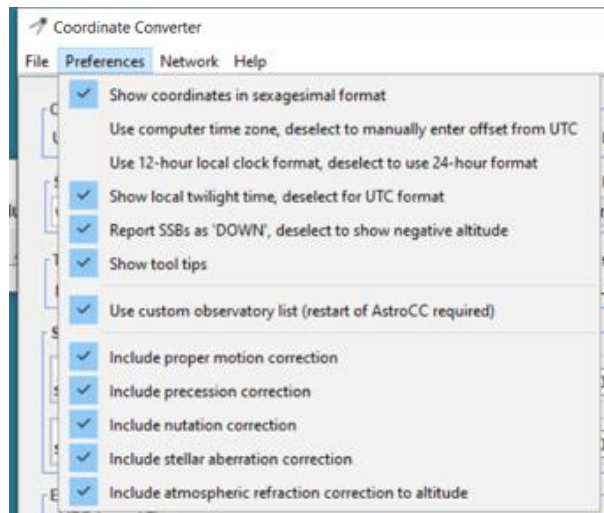 Coordinate Converter
File Preferences Network Help
Show coordinates in sexagesimal format
Use computer time zone, deselect to manually enter offset from UTC
Use 12-hour local clock format, deselect to use 24-hour format
Show local twilight time, deselect for UTC format
Report SSBs as 'DOWN', deselect to show negative altitude
Show tool tips
Use custom observatory list (restart of AstroCC required)
Include proper motion correction
Include precession correction
Include nutation correction
Include stellar aberration correction
Include atmospheric refraction correction to altitude